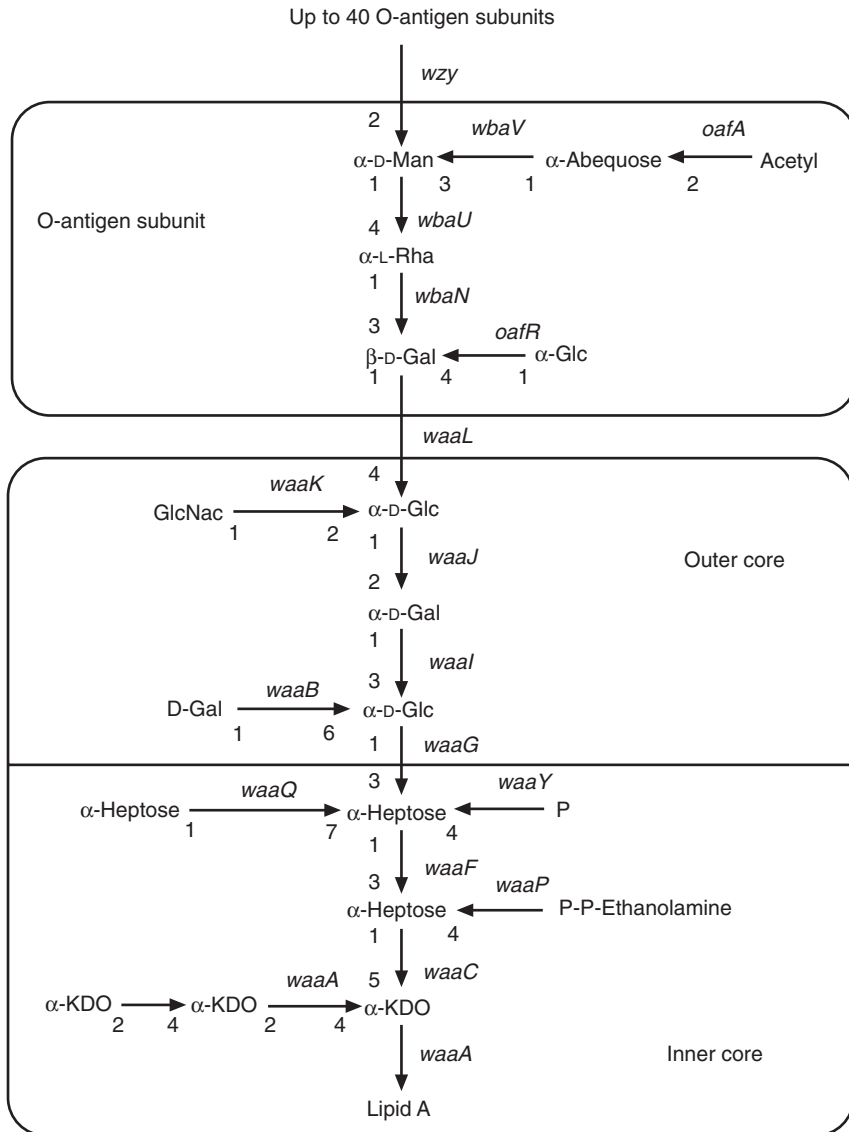 Up to 40 O-antigen subunits
wzy
2 wbaV oafA
α-D-Man α-Abequose Acetyl
1 3 1 2
O-antigen subunit wbaU
4
α-L-Rha
1 wbaN
3 oafR
β-D-Gal α-Glc
1 4 1
waaL
4
waaK
GlcNac α-D-Glc
1 2 1
waaJ Outer core
2
α-D-Gal
1
waaI
3
waaB
D-Gal α-D-Glc
1 6 1 waaG
3
waaQ waaY
α-Heptose α-Heptose P
1 7 1 4
waaF
3 waaP
α-Heptose P-P-Ethanolamine
1 4
waaA 5 waaC
α-KDO α-KDO α-KDO
2 4 2 4
waaA Inner core
Lipid A